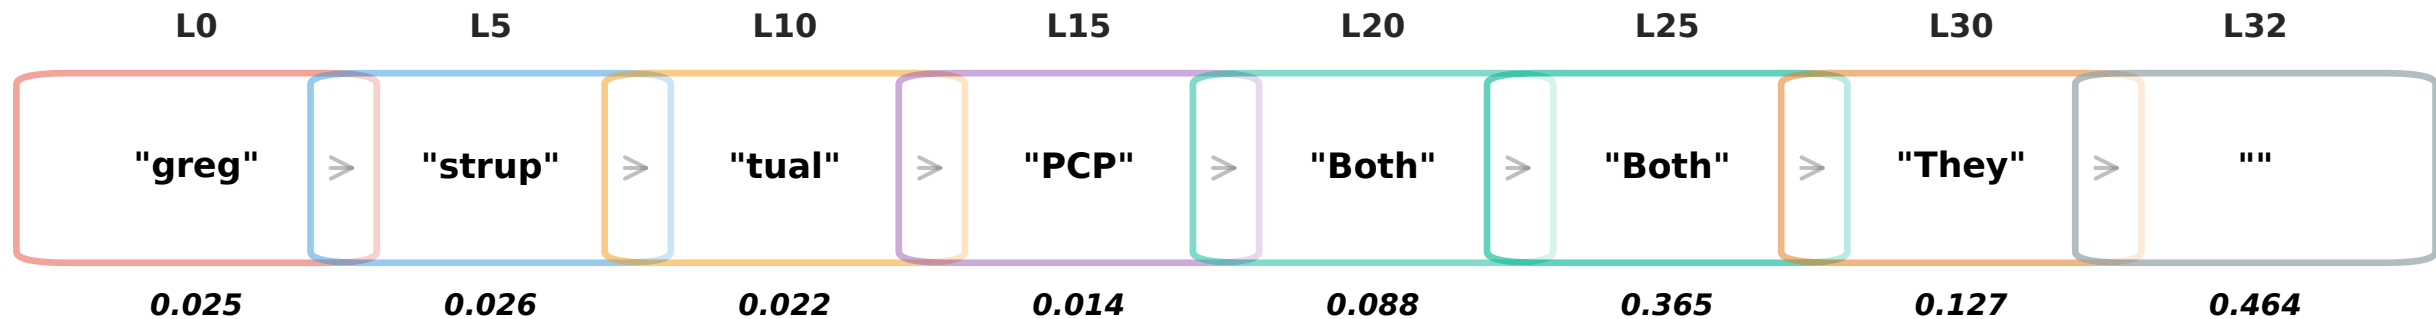 L0 L5 L10 L15 L20 L25 L30 L32
"greg" "strup" "tual" "PCP" "Both" "Both" "They" ""
0.025 0.026 0.022 0.014 0.088 0.365 0.127 0.464